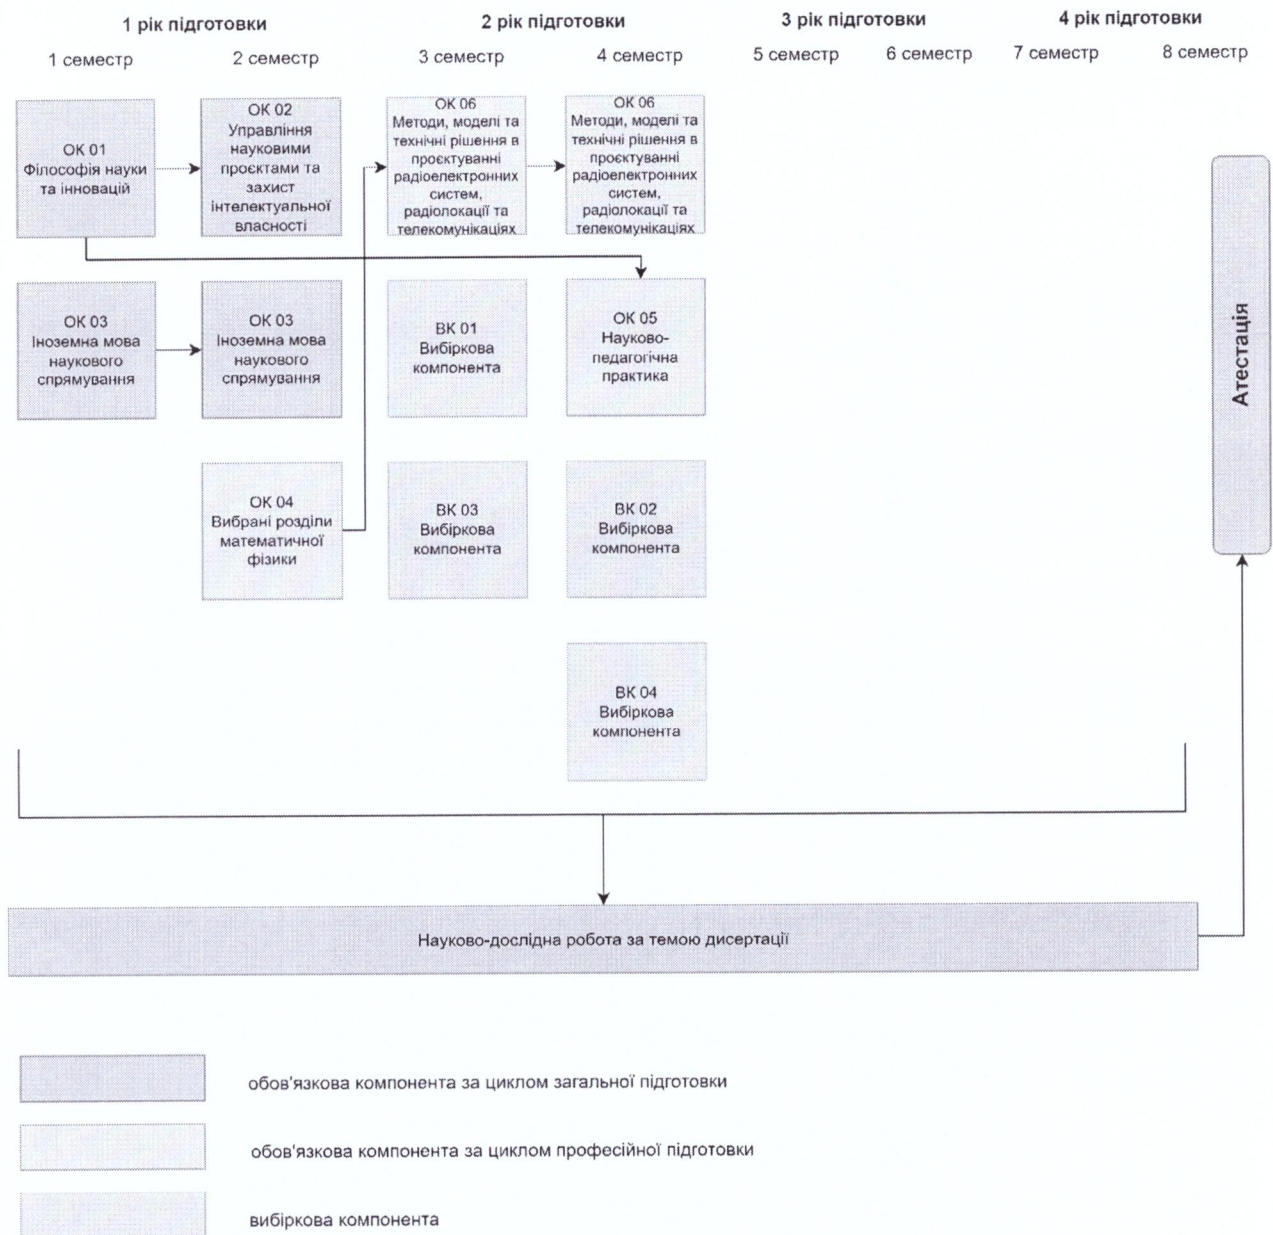 1 рік підготовки
2 рік підготовки
3 рік підготовки
4 рік підготовки
1 семестр
2 семестр
3 семестр
4 семестр
5 семестр
6 семестр
7 семестр
8 семестр
ОК 01
Філософія науки
та інновацій
ОК 02
Управління
науковими
проєктами та
захист
інтелектуальної
власності
ОК 06
Методи, моделі та
технічні рішення в
проєктуванні
радіоелектронних
систем,
радіолокації та
телекомунікаціях
ОК 06
Методи, моделі та
технічні рішення в
проєктуванні
радіоелектронних
систем,
радіолокації та
телекомунікаціях
ОК 03
Іноземна мова
наукового
спрямування
ОК 03
Іноземна мова
наукового
спрямування
ВК 01
Вибіркова
компонента
ОК 05
Науково-
педагогічна
практика
Атестація
ОК 04
Вибрані розділи
математичної
фізики
ВК 03
Вибіркова
компонента
ВК 02
Вибіркова
компонента
ВК 04
Вибіркова
компонента
Науково-дослідна робота за темою дисертації
обов'язкова компонента за циклом загальної підготовки
обов'язкова компонента за циклом професійної підготовки
вибіркова компонента